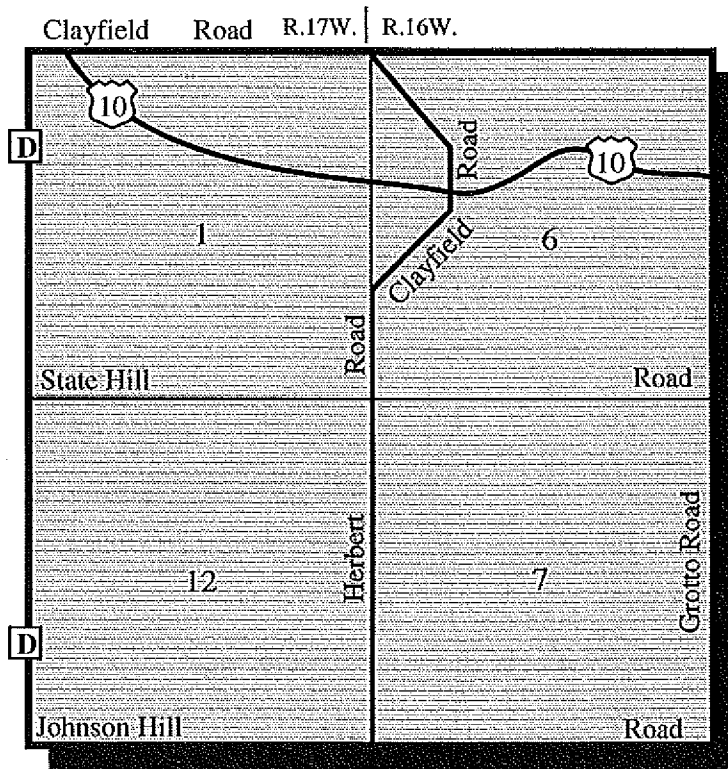 Clayfield Road R.17W. R.16W.
10
D
Road
10
1
6
Clayfield
Road
State Hill Road
Herbert
Grotto Road
12
7
D
Johnson Hill Road